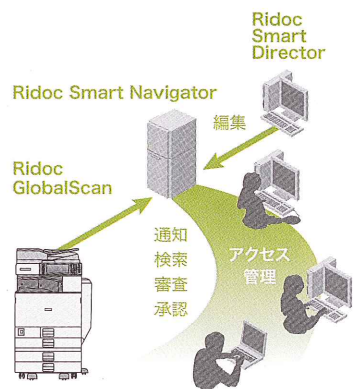 Ridoc
Smart
Director
Ridoc Smart Navigator
編集
Ridoc
GlobalScan
通知
検索
審査
承認
アクセス
管理